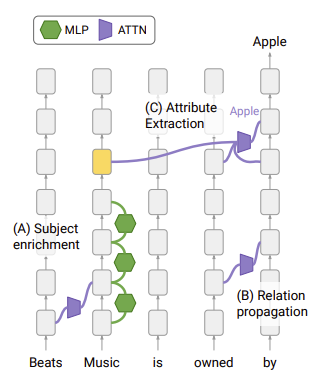 MLP ATTN
Apple
(C) Attribute
Extraction
Apple
(A) Subject
enrichment
(B) Relation
propagation
Beats Music is owned by